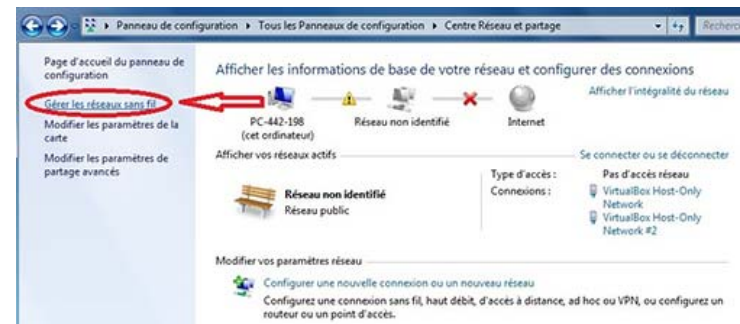 Panneau de configuration ▸ Tous les Panneaux de configuration ▸ Centre Réseau et partage
Page d'accueil du panneau de
configuration
Gérer les réseaux sans fil
Modifier les paramètres de la
carte
Modifier les paramètres de
partage avancés
Afficher les informations de base de votre réseau et configurer des connexions
Afficher l'intégralité du réseau
PC-442-198
(cet ordinateur)
Réseau non identifié
Internet
Afficher vos réseaux actifs
Se connecter ou se déconnecter
Réseau non identifié
Réseau public
Type d'accès :
Pas d'accès réseau
Connexions :
VirtualBox Host-Only
Network
VirtualBox Host-Only
Network #2
Modifier vos paramètres réseau
Configurer une nouvelle connexion ou un nouveau réseau
Configurez une connexion sans fil, haut débit, d'accès à distance, ad hoc ou VPN, ou configurez un
routeur ou un point d'accès.